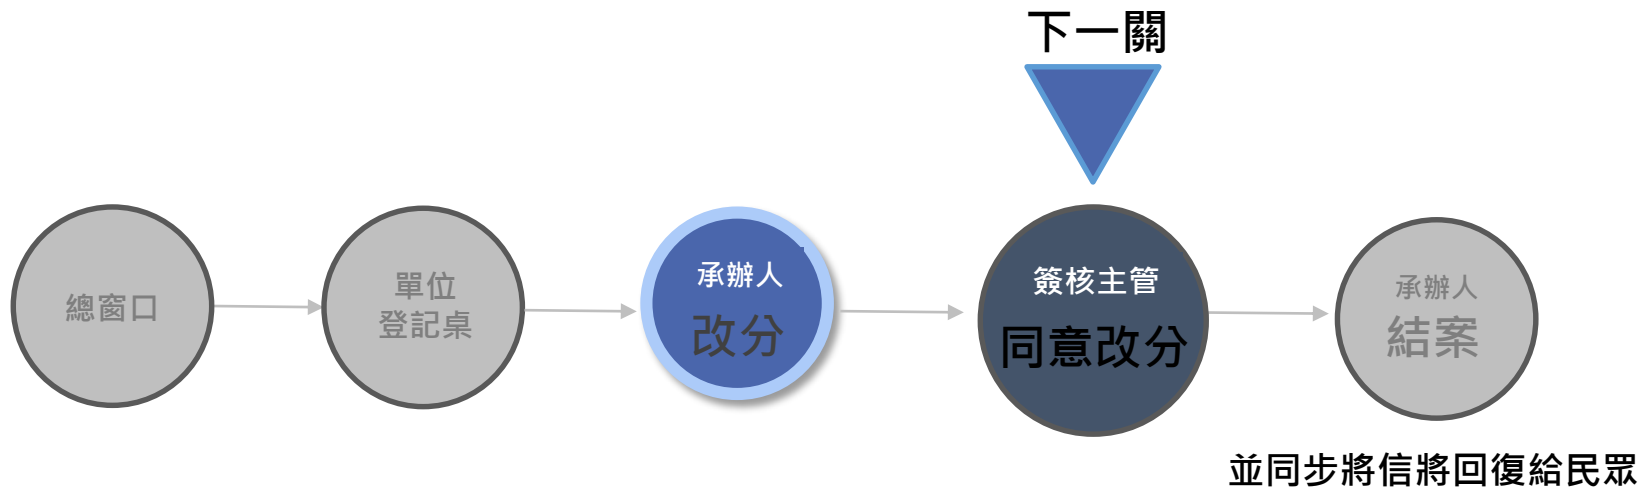 下一關
總窗口
單位
登記桌
承辦人
改分
簽核主管
同意改分
承辦人
結案
並同步將信將回復給民眾